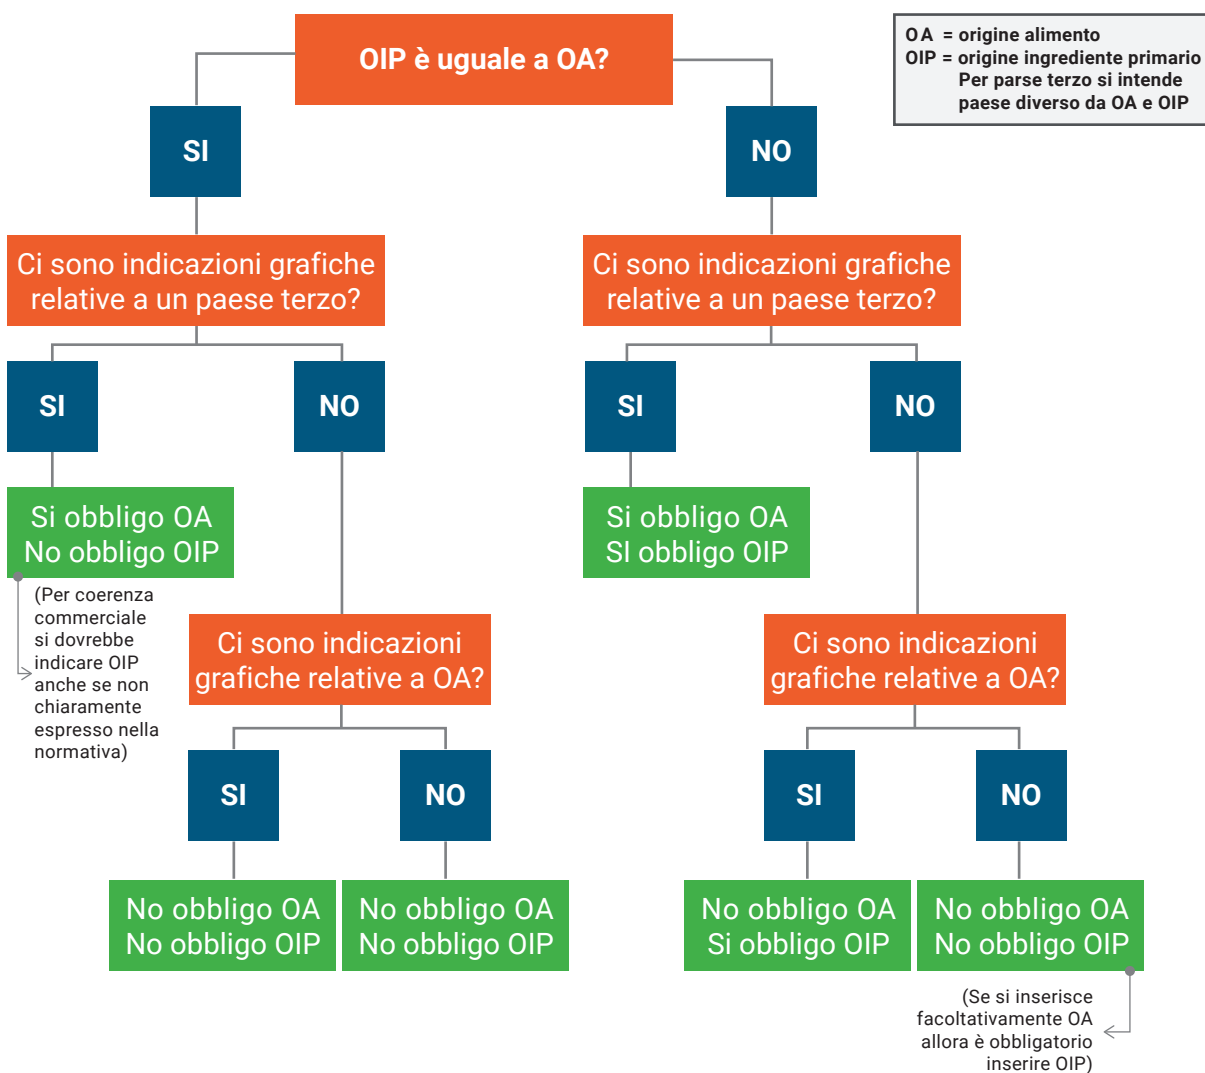 OIP è uguale a OA?
OA = origine alimento
OIP = origine ingrediente primario
Per parse terzo si intende
paese diverso da OA e OIP
SI
NO
Ci sono indicazioni grafiche
relative a un paese terzo?
Ci sono indicazioni grafiche
relative a un paese terzo?
SI
NO
SI
NO
Si obbligo OA
No obbligo OIP
Si obbligo OA
SI obbligo OIP
(Per coerenza
commerciale
si dovrebbe
indicare OIP
anche se non
chiaramente
espresso nella
normativa)
Ci sono indicazioni
grafiche relative a OA?
Ci sono indicazioni
grafiche relative a OA?
SI
NO
SI
NO
No obbligo OA
No obbligo OIP
No obbligo OA
No obbligo OIP
No obbligo OA
Si obbligo OIP
No obbligo OA
No obbligo OIP
(Se si inserisce
facoltativamente OA
allora è obbligatorio
inserire OIP)